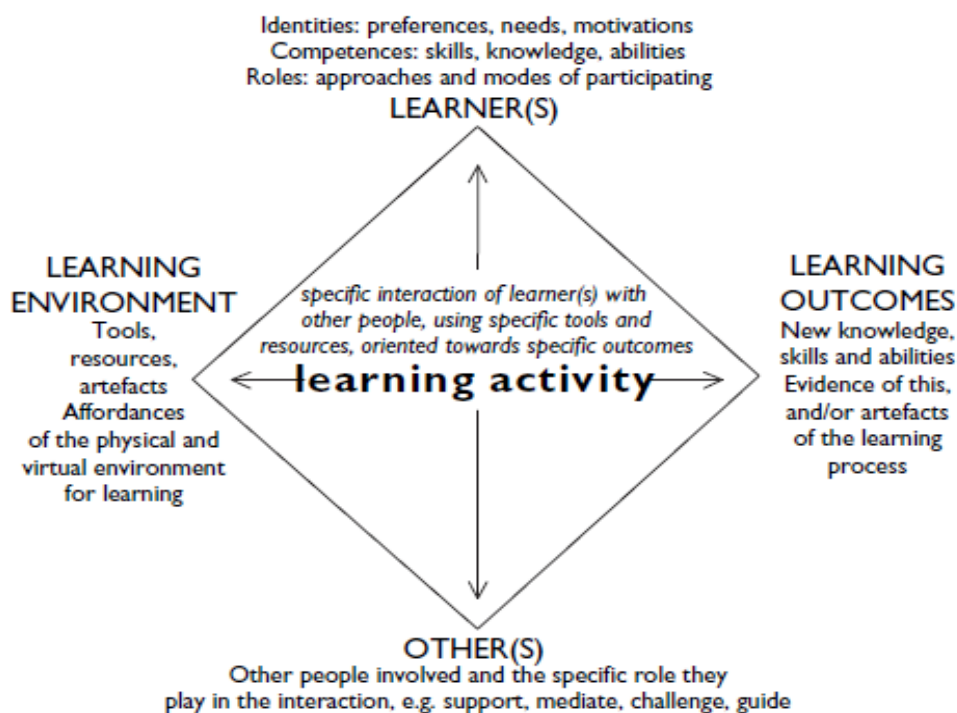 Identities: preferences, needs, motivations
Competences: skills, knowledge, abilities
Roles: approaches and modes of participating
LEARNER(S)
LEARNING
ENVIRONMENT
Tools,
resources,
artefacts
Affordances
of the physical and
virtual environment
for learning
specific interaction of learner(s) with
other people, using specific tools and
resources, oriented towards specific outcomes
learning activity
LEARNING
OUTCOMES
New knowledge,
skills and abilities
Evidence of this,
and/or artefacts
of the learning
process
OTHER(S)
Other people involved and the specific role they
play in the interaction, e.g. support, mediate, challenge, guide